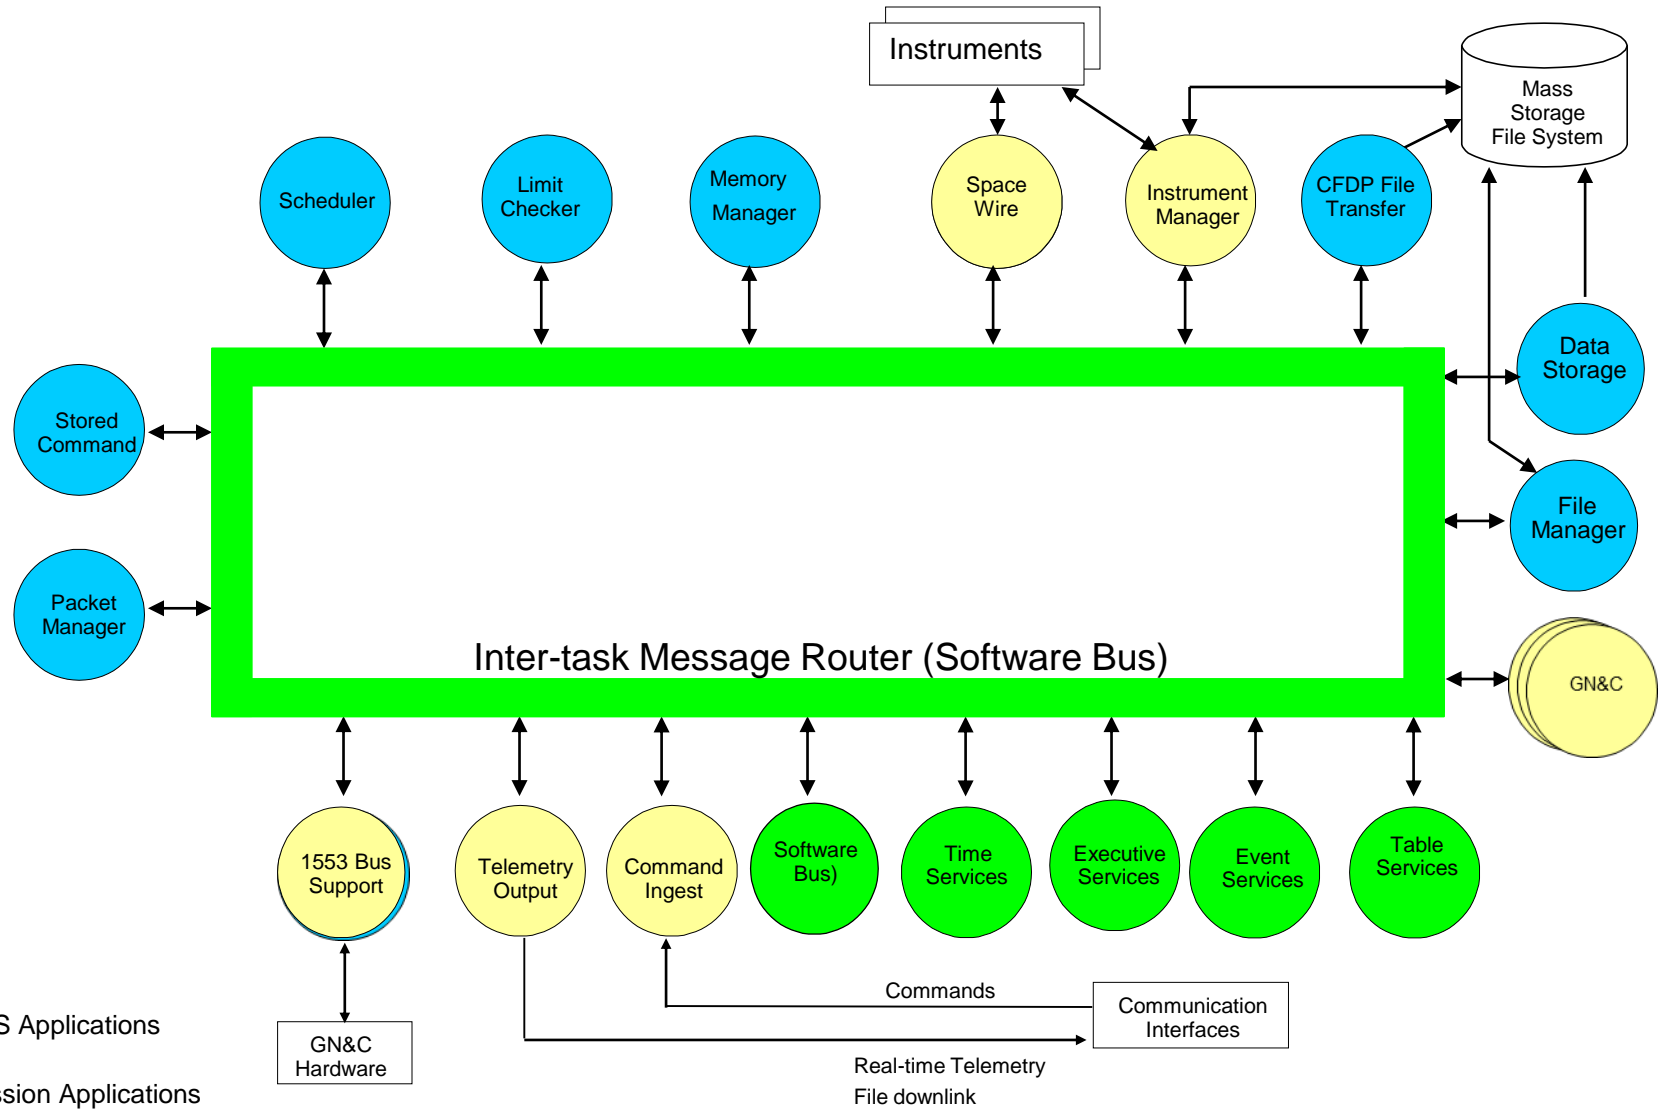 Instruments
Mass
Storage
File System
Scheduler
Limit
Checker
Memory
Manager
Space
Wire
Instrument
Manager
CFDP File
Transfer
Data
Storage
Stored
Command
File
Manager
Packet
Manager
Inter-task Message Router (Software Bus)
GN&C
1553 Bus
Support
Telemetry
Output
Command
Ingest
Software
Bus)
Time
Services
Executive
Services
Event
Services
Table
Services
Commands
Communication
Interfaces
S Applications
GN&C
Hardware
Real-time Telemetry
File downlink
ssion Applications